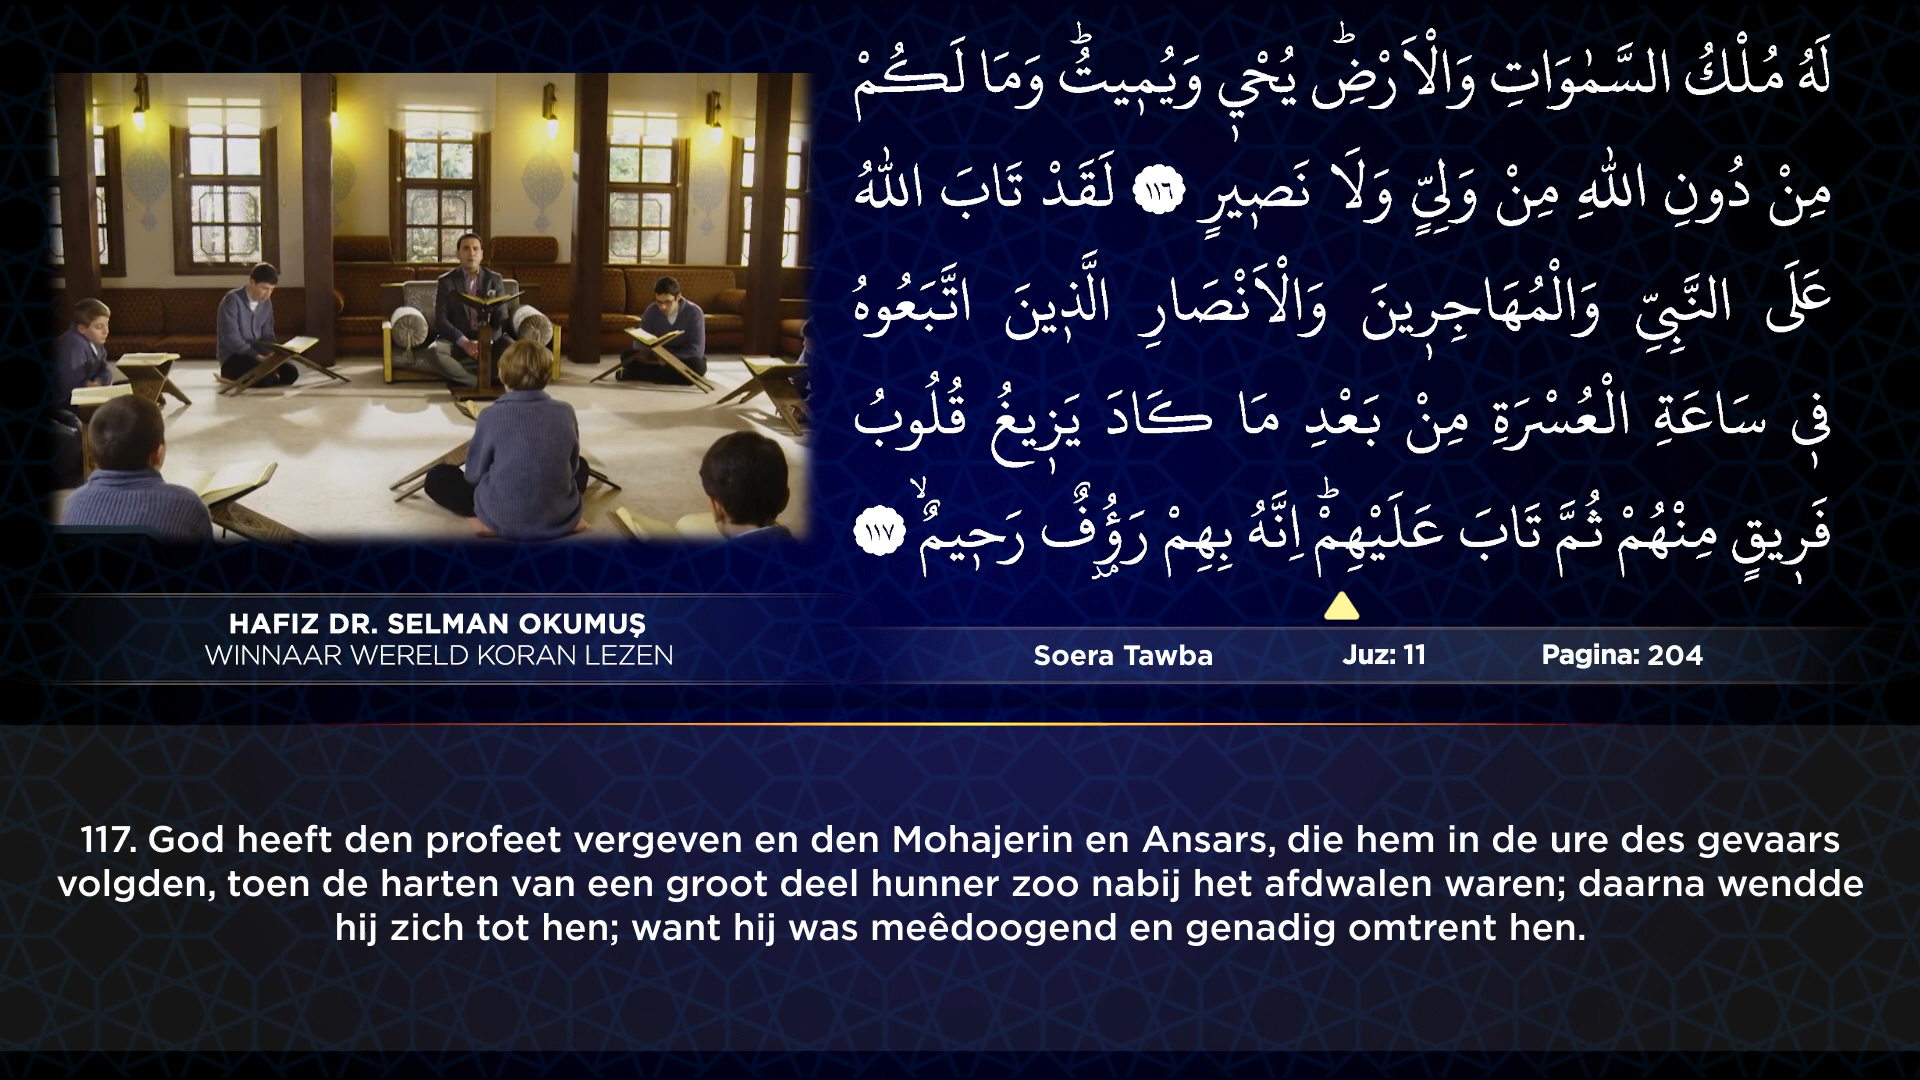 لَهُ مُلْكُ السَّمٰوَاتِ وَالْاَرْضِۜ يُحْي۪ي وَيُم۪يتُۜ وَمَا لَكُمْ
مِنْ دُونِ اللّٰهِ مِنْ وَلِيٍّ وَلَا نَص۪يرٍ ١١٦ لَقَدْ تَابَ اللّٰهُ
عَلَى النَّبِيِّ وَالْمُهَاجِر۪ينَ وَالْاَنْصَارِ الَّذ۪ينَ اتَّبَعُوهُ
ف۪ي سَاعَةِ الْعُسْرَةِ مِنْ بَعْدِ مَا كَادَ يَز۪يغُ قُلُوبُ
فَر۪يقٍ مِنْهُمْ ثُمَّ تَابَ عَلَيْهِمْۜ اِنَّهُ بِهِمْ رَؤُ۫فٌ رَح۪يمٌۙ ١١٧
HAFIZ DR. SELMAN OKUMUŞ
WINNAAR WERELD KORAN LEZEN
Soera Tawba Juz: 11 Pagina: 204
117. God heeft den profeet vergeven en den Mohajerin en Ansars, die hem in de ure des gevaars
volgden, toen de harten van een groot deel hunner zoo nabij het afdwalen waren; daarna wendde
hij zich tot hen; want hij was meêdoogend en genadig omtrent hen.